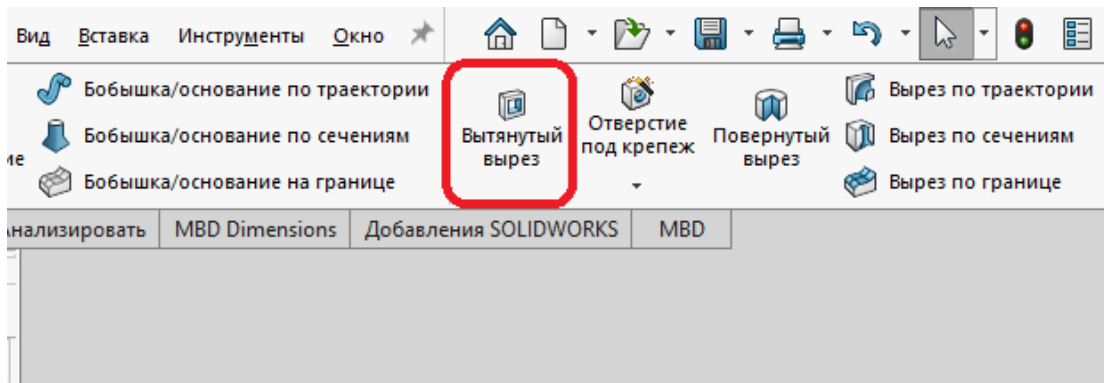 Вид Вставка Инструменты Окно
Бобышка/основание по траектории
Бобышка/основание по сечениям
Бобышка/основание на границе
Вытянутый
вырез
Отверстие
под крепеж
Повернутый
вырез
Вырез по траектории
Вырез по сечениям
Вырез по границе
MBD Dimensions Добавления SOLIDWORKS MBD